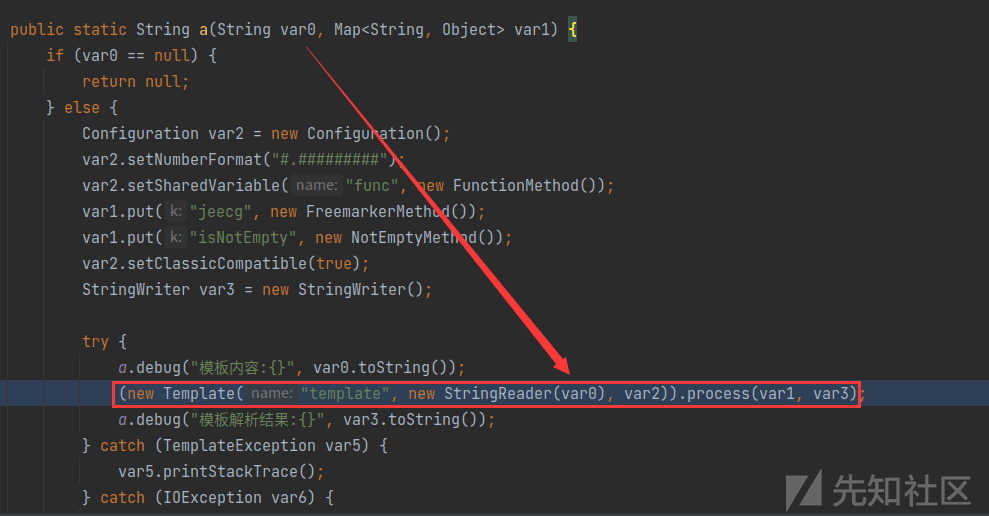 public static String a(String var0, Map<String, Object> var1) {
if (var0 == null) {
return null;
} else {
Configuration var2 = new Configuration();
var2.setNumberFormat("#.#########");
var2.setSharedVariable( name: "func", new FunctionMethod());
var1.put( k: "jeecg", new FreemarkerMethod());
var1.put( k: "isNotEmpty", new NotEmptyMethod());
var2.setClassicCompatible(true);
StringWriter var3 = new StringWriter();
try {
a.debug("模板内容:{}", var0.toString());
(new Template( name: "template", new StringReader(var0), var2)).process(var1, var3);
a.debug("模板解析结果:{}", var3.toString());
} catch (TemplateException var5) {
var5.printStackTrace();
} catch (IOException var6) {
先知社区